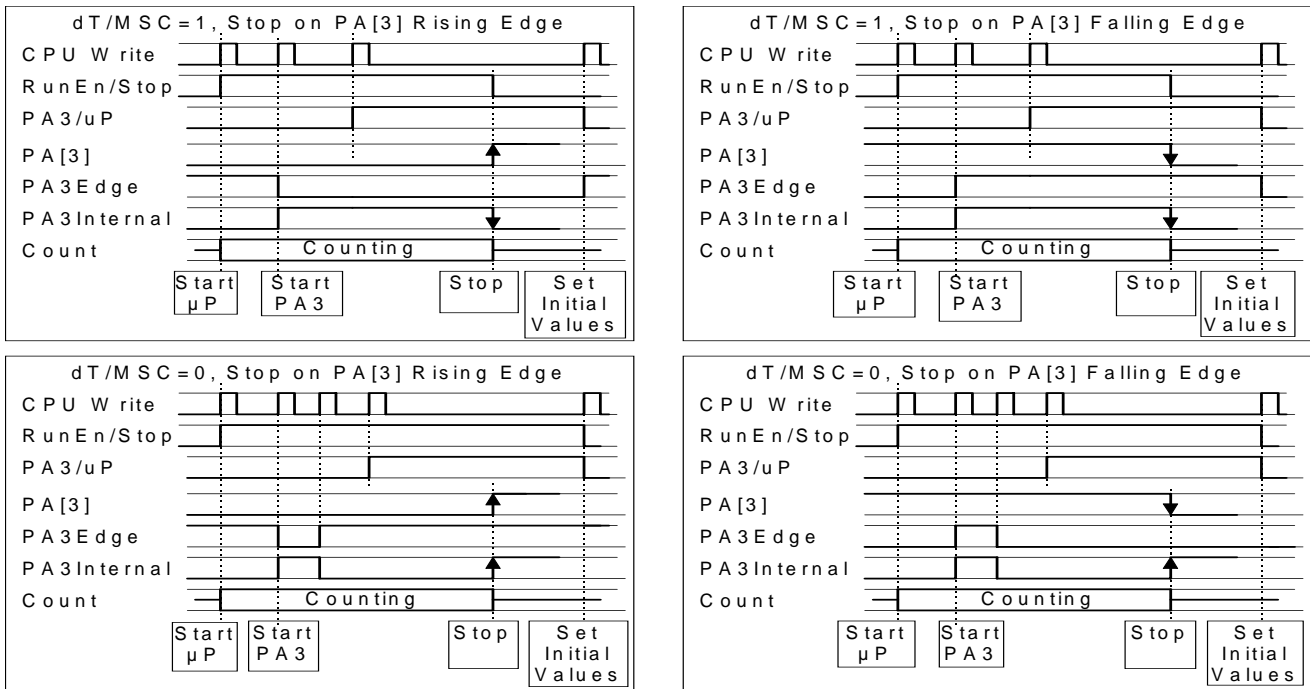 dT/MSC=1, Stop on PA[3] Rising Edge
CPU Write
RunEn/Stop
PA3/uP
PA[3]
PA3Edge
PA3Internal
Count
Counting
Start
µP
Start
PA3
Stop
Set
Initial
Values
dT/MSC=1, Stop on PA[3] Falling Edge
CPU Write
RunEn/Stop
PA3/uP
PA[3]
PA3Edge
PA3Internal
Count
Counting
Start
µP
Start
PA3
Stop
Set
Initial
Values
dT/MSC=0, Stop on PA[3] Rising Edge
CPU Write
RunEn/Stop
PA3/uP
PA[3]
PA3Edge
PA3Internal
Count
Counting
Start
µP
Start
PA3
Stop
Set
Initial
Values
dT/MSC=0, Stop on PA[3] Falling Edge
CPU Write
RunEn/Stop
PA3/uP
PA[3]
PA3Edge
PA3Internal
Count
Counting
Start
µP
Start
PA3
Stop
Set
Initial
Values